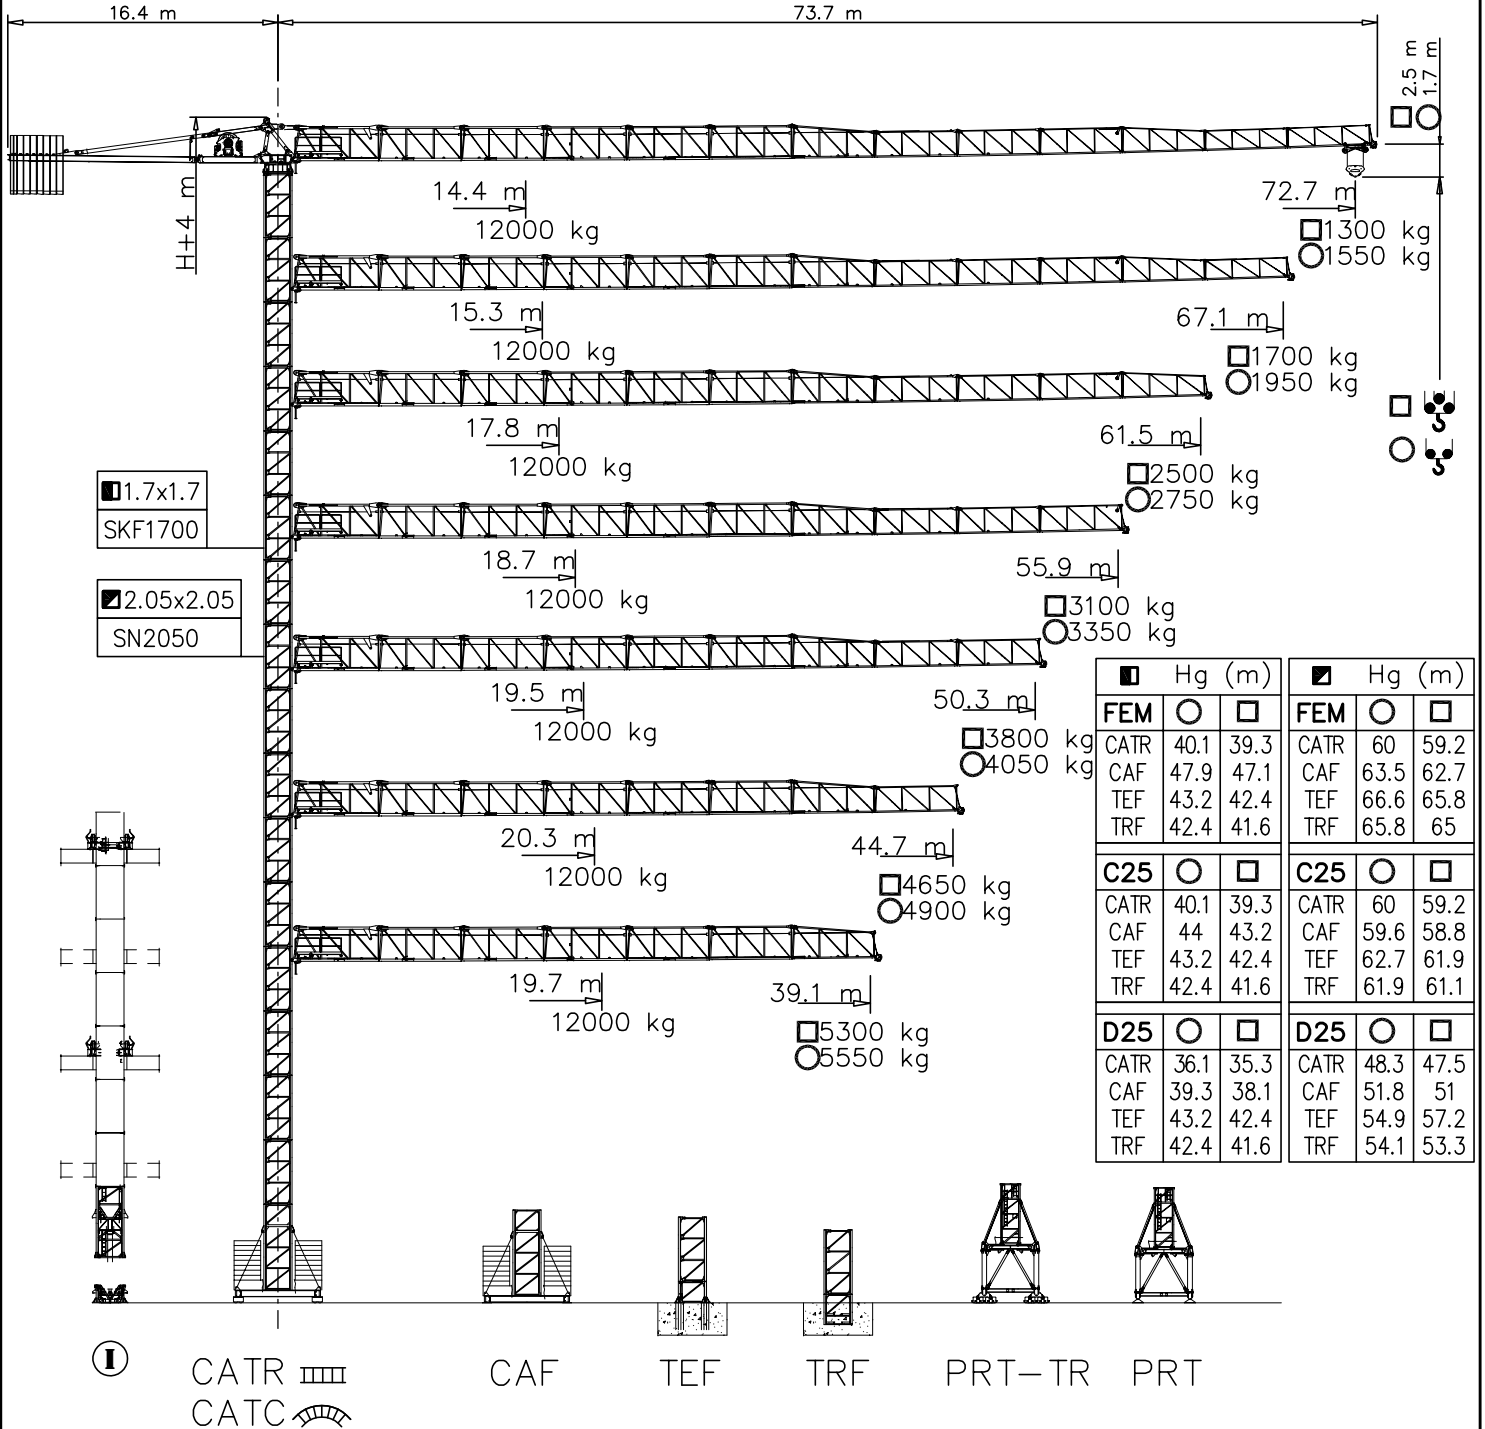 16.4 m
73.7 m
2.5 m
1.7 m
H+4 m
14.4 m
12000 kg
72.7 m
1300 kg
1550 kg
15.3 m
12000 kg
67.1 m
1700 kg
1950 kg
17.8 m
12000 kg
61.5 m
2500 kg
2750 kg
1.7x1.7
SKF1700
18.7 m
12000 kg
55.9 m
3100 kg
3350 kg
2.05x2.05
SN2050
19.5 m
12000 kg
50.3 m
3800 kg
4050 kg
20.3 m
12000 kg
44.7 m
4650 kg
4900 kg
19.7 m
12000 kg
39.1 m
5300 kg
5550 kg
Hg (m)
FEM
CATR 40.1 39.3
CAF 47.9 47.1
TEF 43.2 42.4
TRF 42.4 41.6
C25
CATR 40.1 39.3
CAF 44 43.2
TEF 43.2 42.4
TRF 42.4 41.6
D25
CATR 36.1 35.3
CAF 39.3 38.1
TEF 43.2 42.4
TRF 42.4 41.6
Hg (m)
FEM
CATR 60 59.2
CAF 63.5 62.7
TEF 66.6 65.8
TRF 65.8 65
C25
CATR 60 59.2
CAF 59.6 58.8
TEF 62.7 61.9
TRF 61.9 61.1
D25
CATR 48.3 47.5
CAF 51.8 51
TEF 54.9 57.2
TRF 54.1 53.3
I
CATR
CATC
CAF
TEF
TRF
PRT-TR
PRT